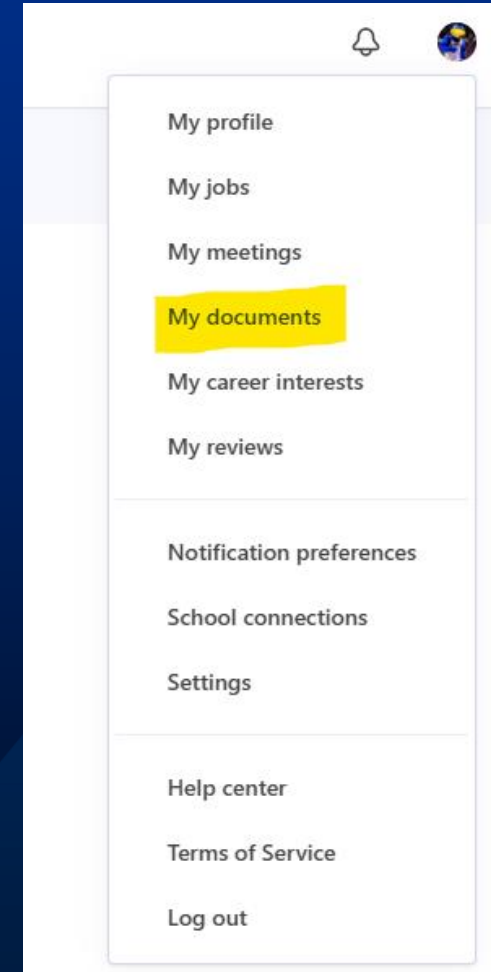 My profile
My jobs
My meetings
My documents
My career interests
My reviews
Notification preferences
School connections
Settings
Help center
Terms of Service
Log out